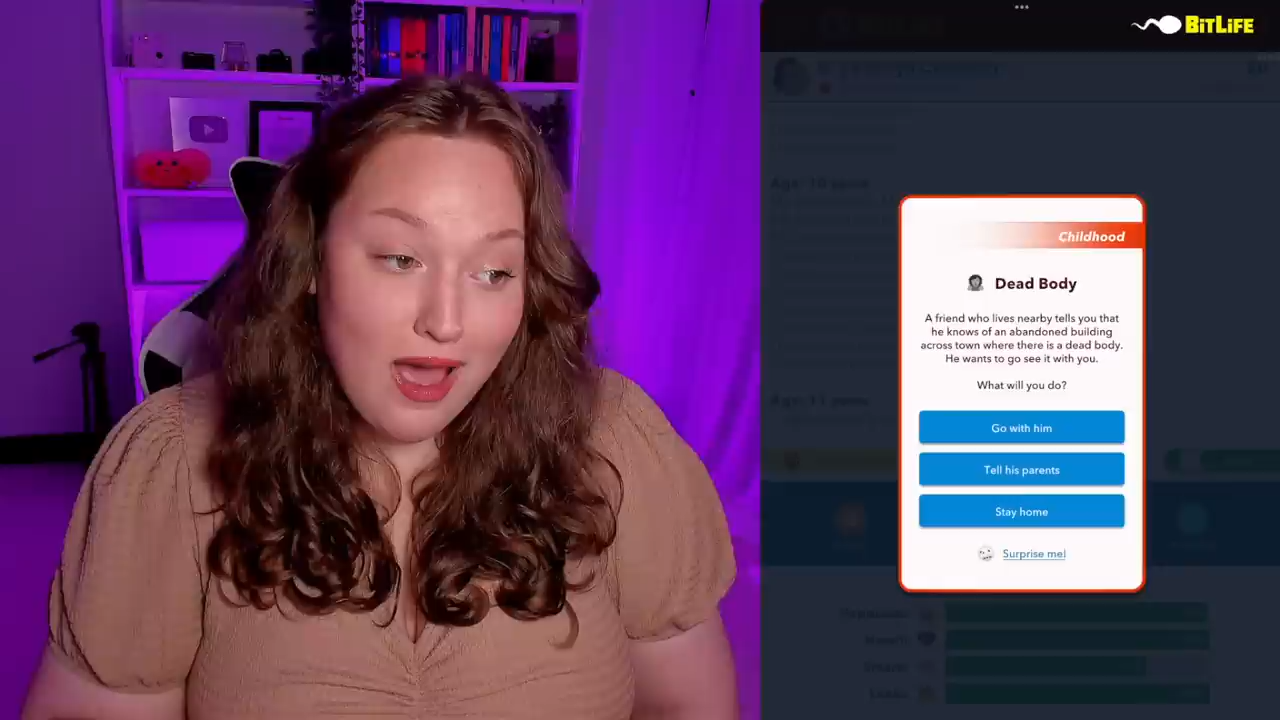 BITLIFE
Childhood
Dead Body
A friend who lives nearby tells you that
he knows of an abandoned building
across town where there is a dead body.
He wants to go see it with you.
What will you do?
Go with him
Tell his parents
Stay home
Surprise me!